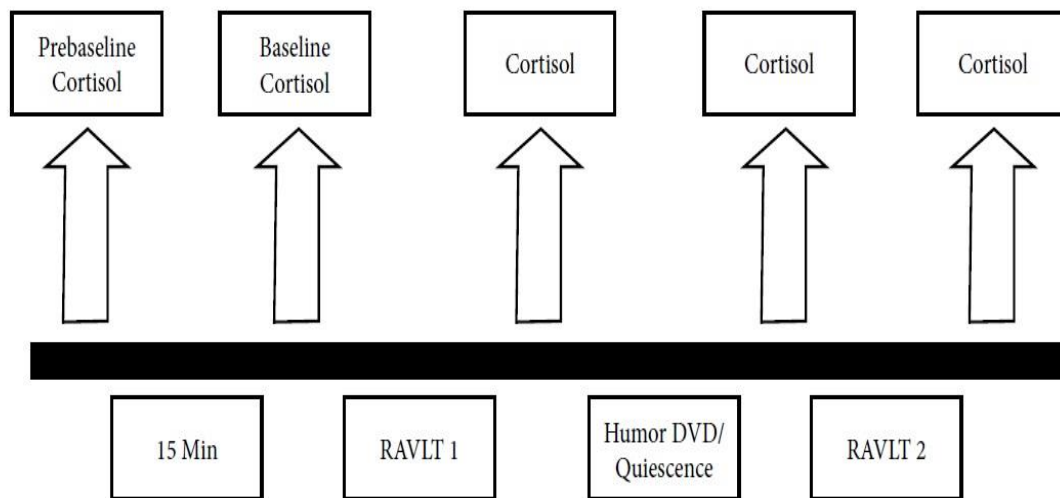 Prebaseline
Cortisol
Baseline
Cortisol
Cortisol
Cortisol
Cortisol
15 Min
RAVLT 1
Humor DVD/
Quiescence
RAVLT 2